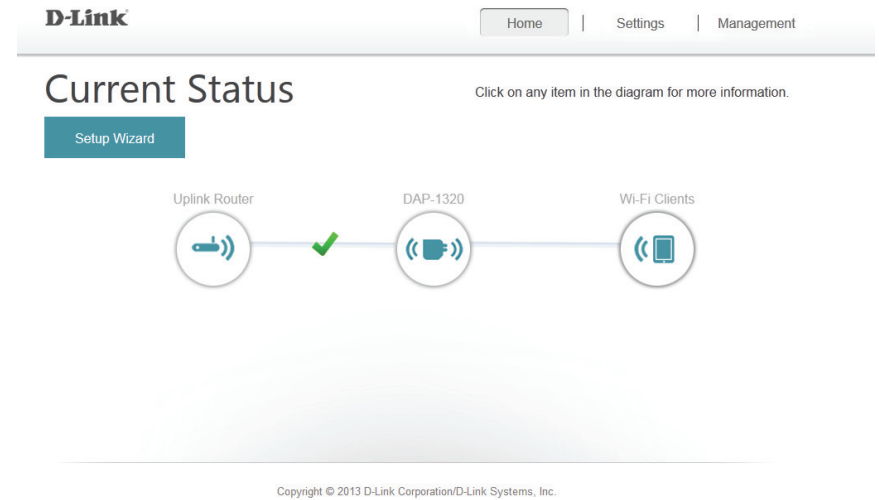 D-Link
Home | Settings | Management
Current Status
Click on any item in the diagram for more information.
Setup Wizard
Uplink Router
DAP-1320
Wi-Fi Clients
Copyright © 2013 D-Link Corporation/D-Link Systems, Inc.